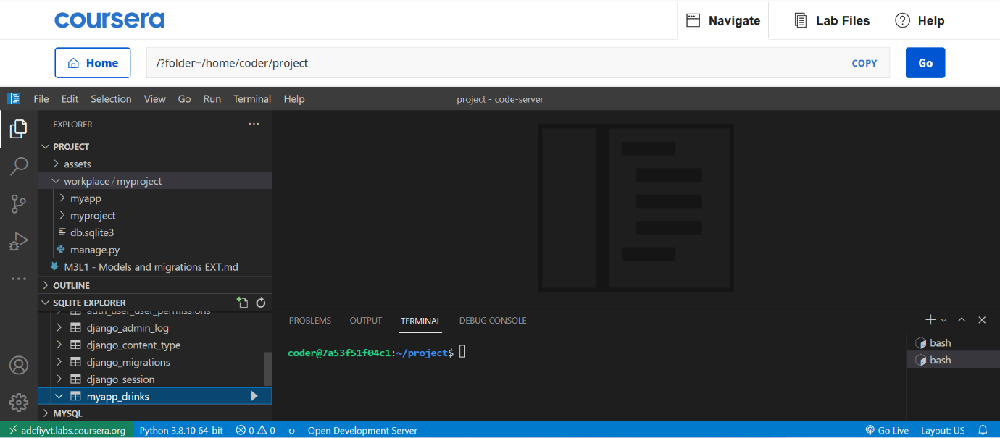 coursera
Navigate
Lab Files
Help
Home
/?folder=/home/coder/project
COPY
Go
File Edit Selection View Go Run Terminal Help
project - code-server
EXPLORER
PROJECT
assets
workplace / myproject
myapp
myproject
db.sqlite3
manage.py
M3L1 - Models and migrations EXT.md
OUTLINE
SQLITE EXPLORER
auth_user_user_permissions
django_admin_log
django_content_type
django_migrations
django_session
myapp_drinks
MYSQL
PROBLEMS OUTPUT TERMINAL DEBUG CONSOLE
coder@7a53f51f04c1:~/project$
bash
bash
adcfiyvt.labs.coursera.org Python 3.8.10 64-bit 0 0 Open Development Server Go Live Layout: US